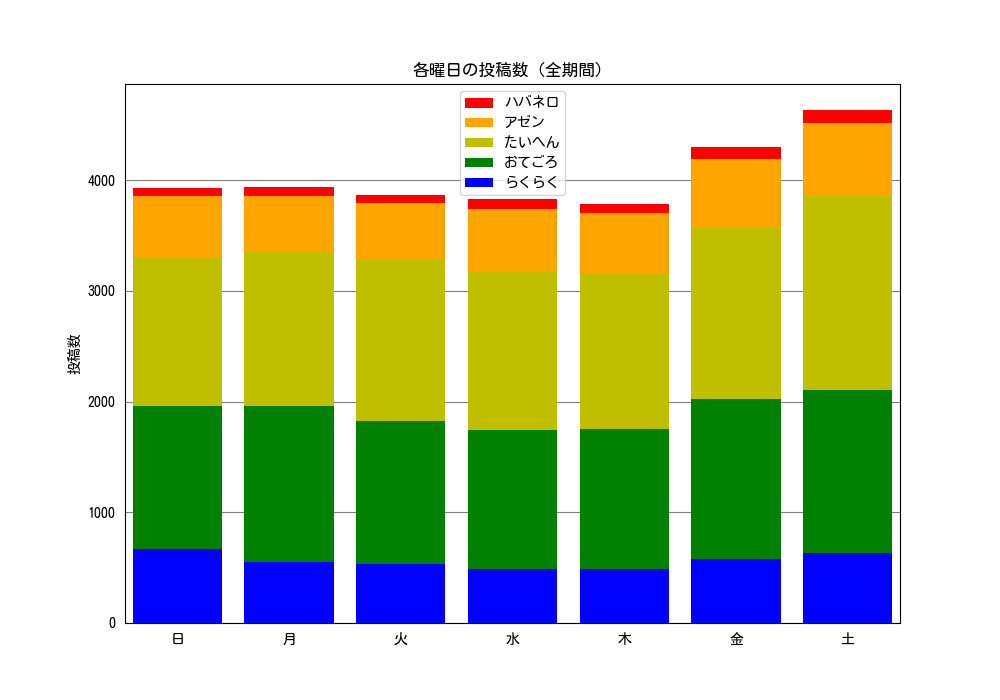 各曜日の投稿数（全期間）
ハバネロ
アゼン
たいへん
おてごろ
らくらく
投稿数
4000
3000
2000
1000
0
日 月 火 水 木 金 土